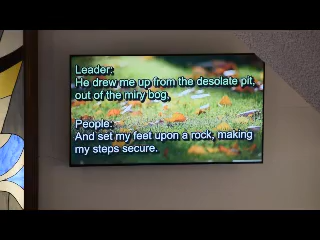 Leader:
He drew me up from the desolate pit,
out of the miry bog,
People:
And set my feet upon a rock, making
my steps secure.